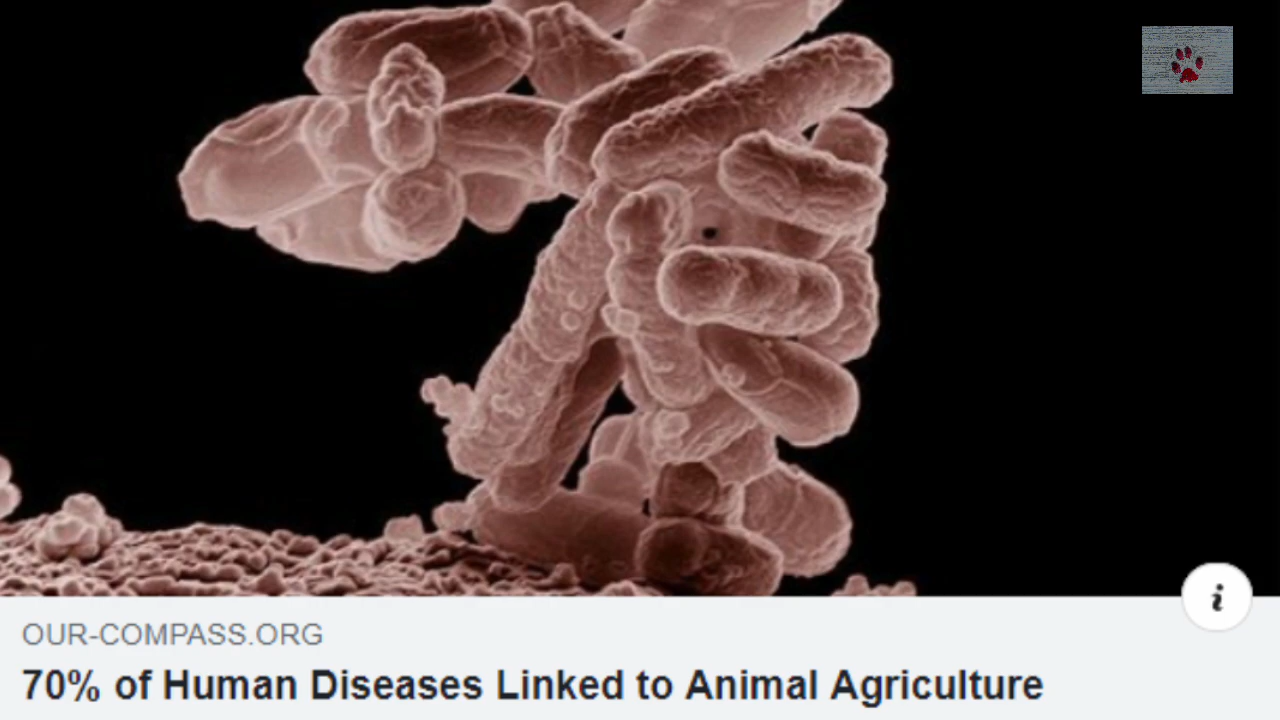 i
OUR-COMPASS.ORG
70% of Human Diseases Linked to Animal Agriculture